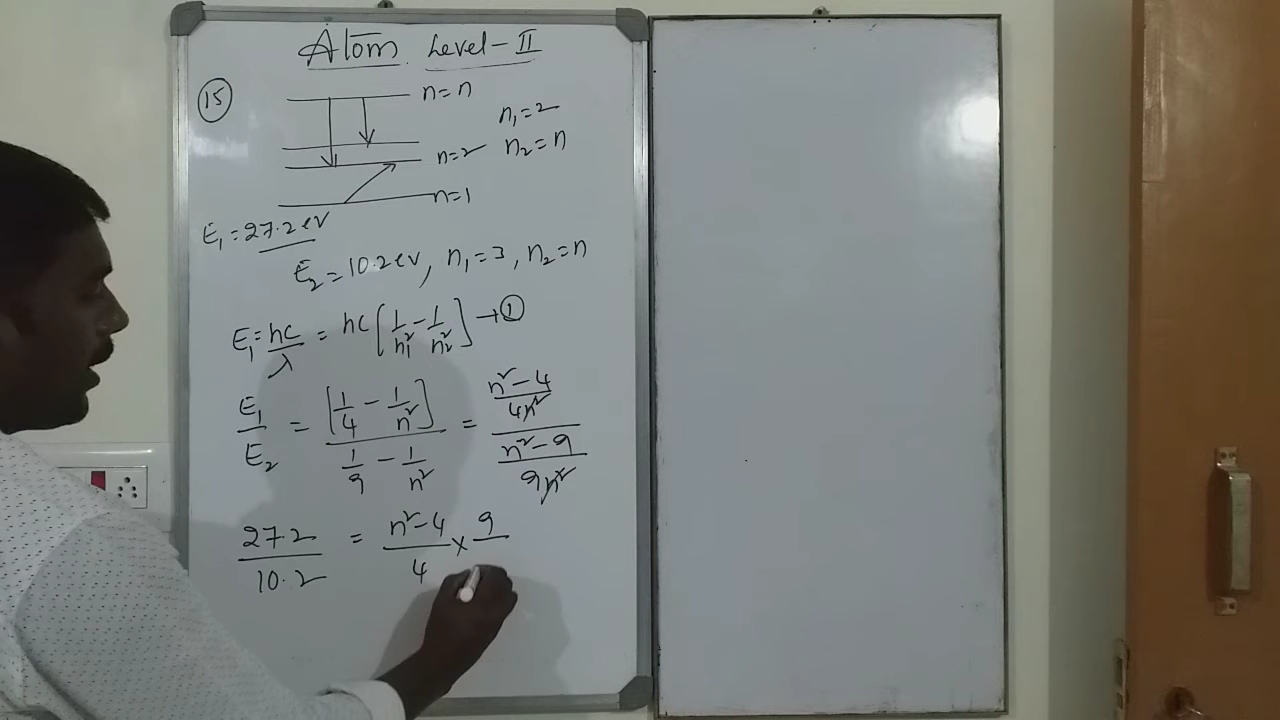 Atom Level-II
15
n=n
n₁=2
n=2 n₂=n
n=1
E₁=27.2 ev
E₂=10.2 ev, n₁=3, n₂=n
E₁=hc/λ = hc[1/n₁² - 1/n₂²] → ①
E₁/E₂ = [1/4 - 1/n²]/(1/9 - 1/n²) = ((n²-4)/4n²)/((n²-9)/9n²)
27.2/10.2 = (n²-4)/4 × 9/